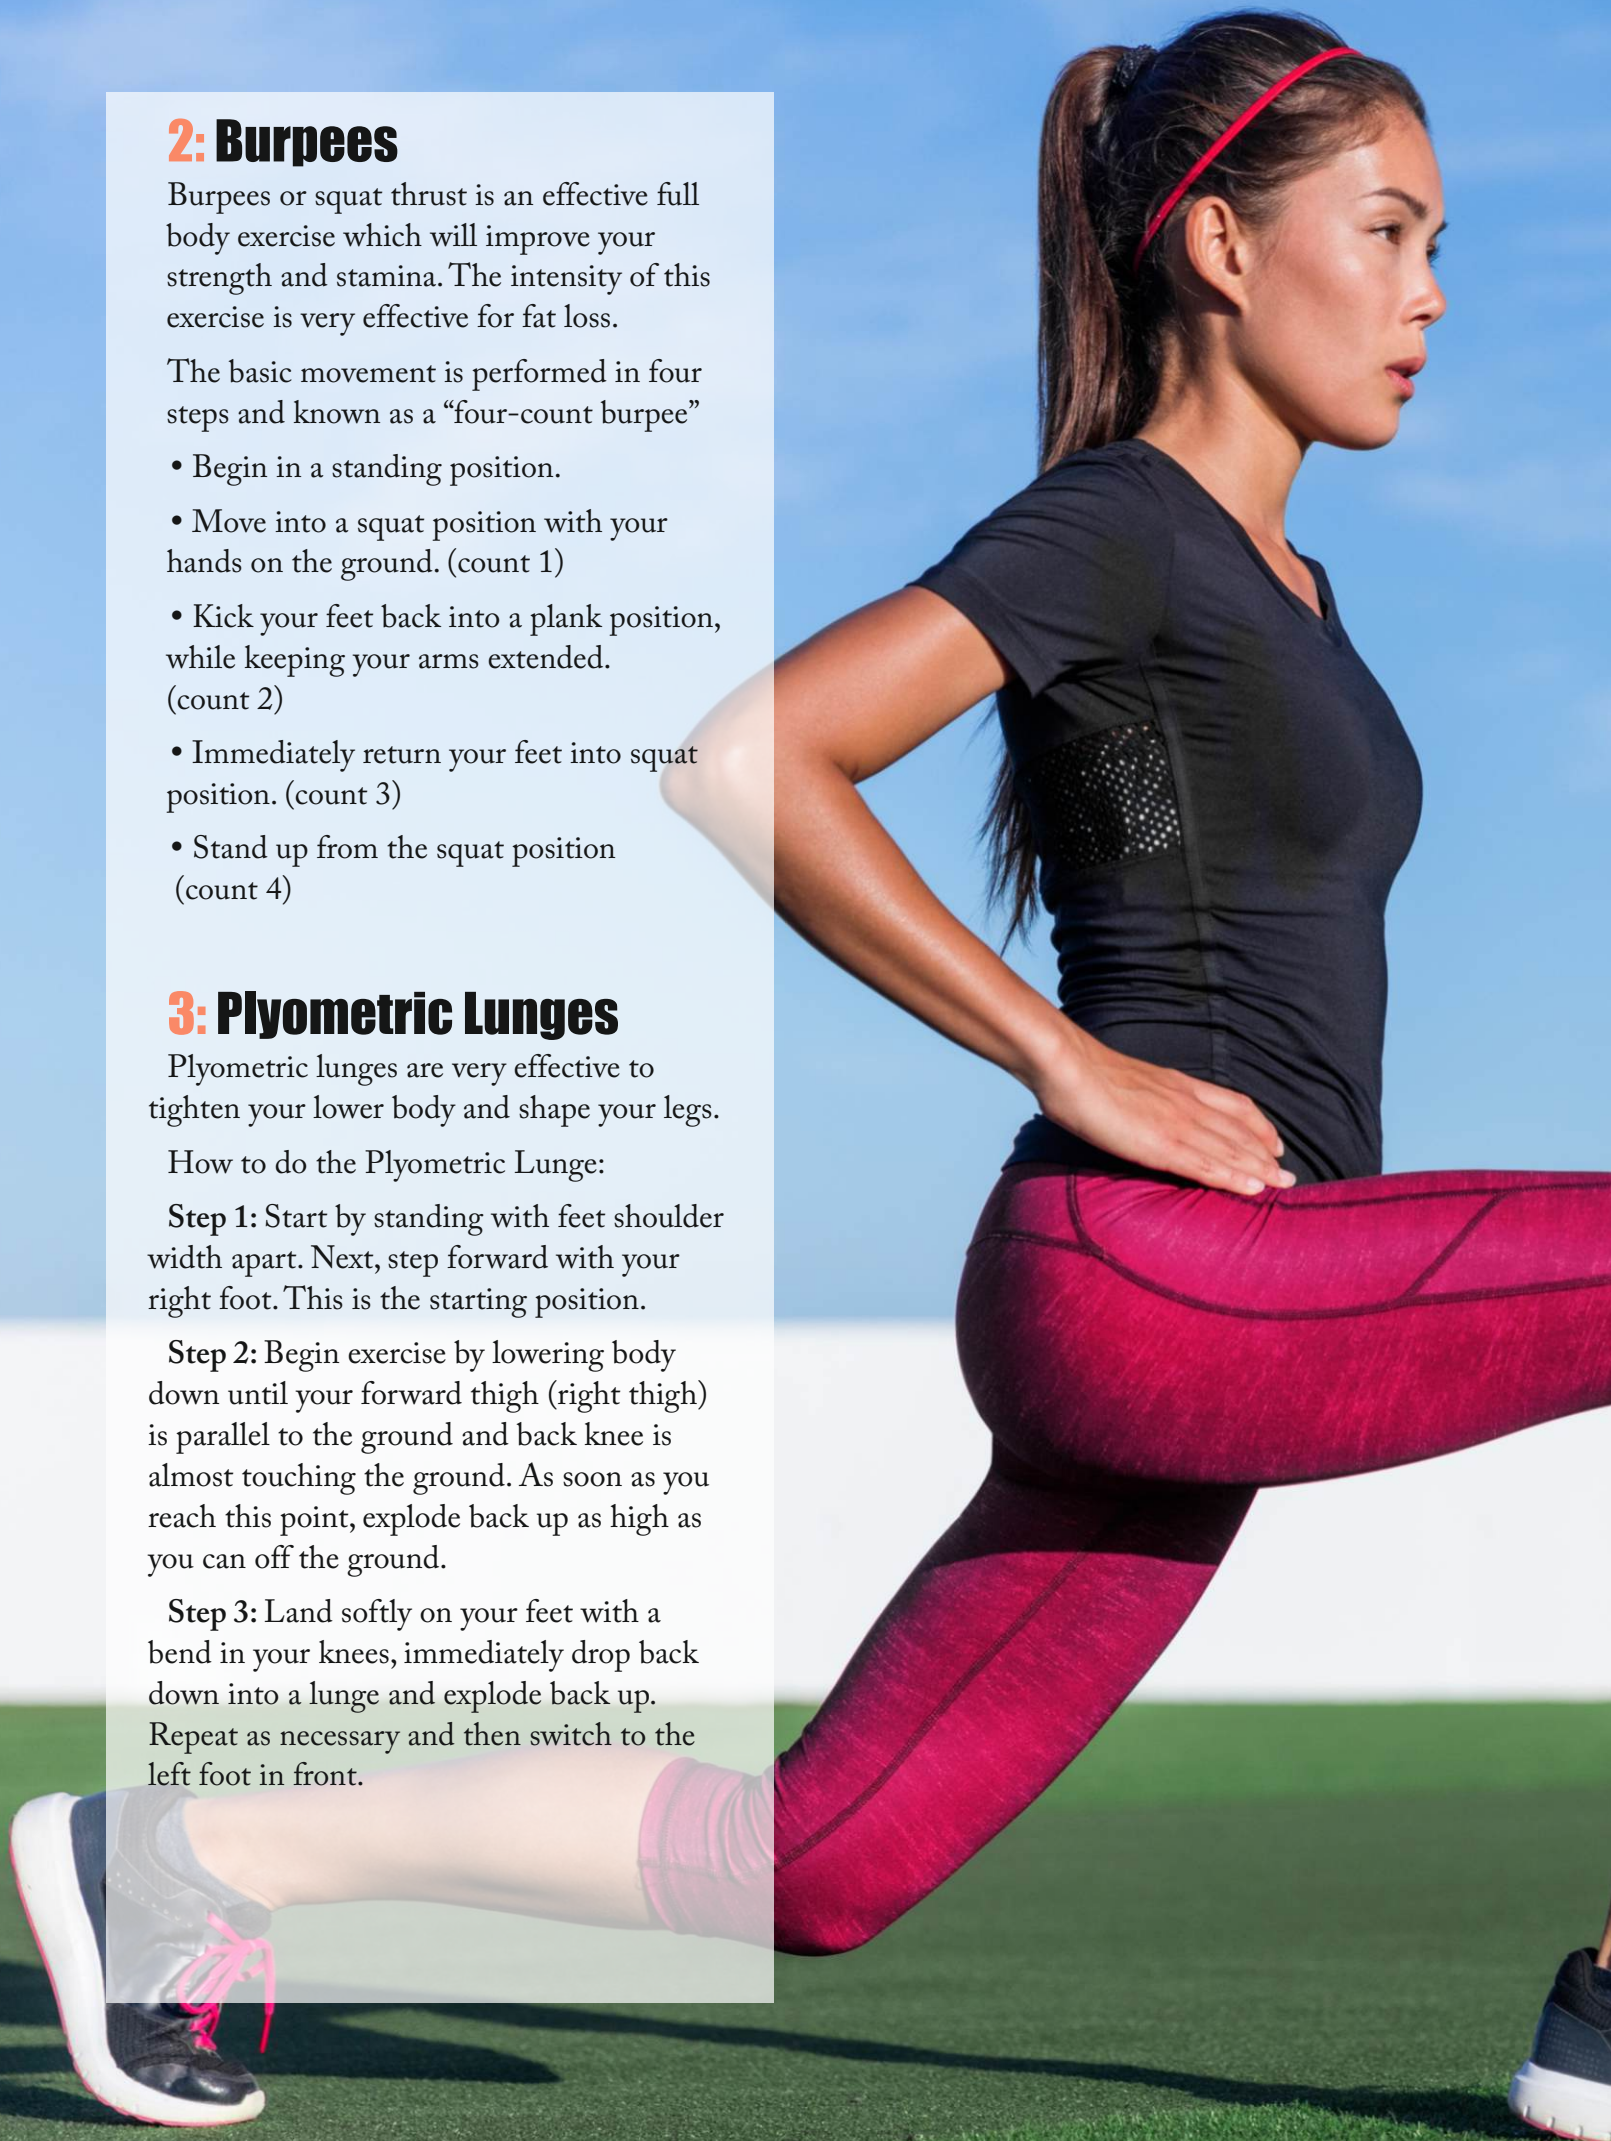 2: Burpees
Burpees or squat thrust is an effective full
body exercise which will improve your
strength and stamina. The intensity of this
exercise is very effective for fat loss.
The basic movement is performed in four
steps and known as a “four-count burpee”
• Begin in a standing position.
• Move into a squat position with your
hands on the ground. (count 1)
• Kick your feet back into a plank position,
while keeping your arms extended.
(count 2)
• Immediately return your feet into squat
position. (count 3)
• Stand up from the squat position
(count 4)
3: Plyometric Lunges
Plyometric lunges are very effective to
tighten your lower body and shape your legs.
How to do the Plyometric Lunge:
Step 1: Start by standing with feet shoulder
width apart. Next, step forward with your
right foot. This is the starting position.
Step 2: Begin exercise by lowering body
down until your forward thigh (right thigh)
is parallel to the ground and back knee is
almost touching the ground. As soon as you
reach this point, explode back up as high as
you can off the ground.
Step 3: Land softly on your feet with a
bend in your knees, immediately drop back
down into a lunge and explode back up.
Repeat as necessary and then switch to the
left foot in front.